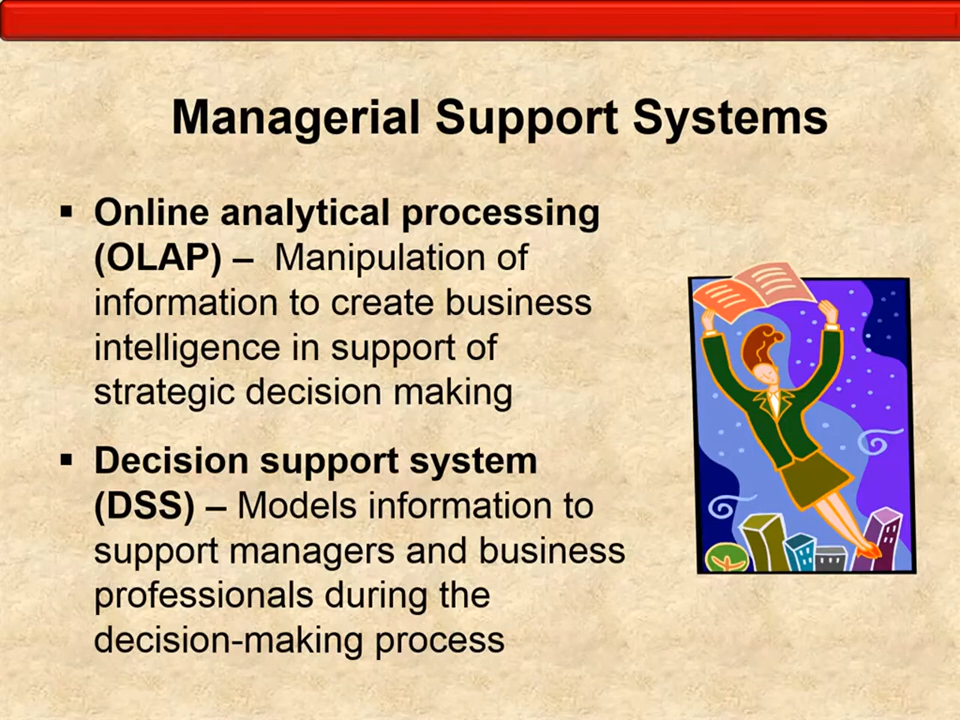 Managerial Support Systems
▪ Online analytical processing
(OLAP) – Manipulation of
information to create business
intelligence in support of
strategic decision making
▪ Decision support system
(DSS) – Models information to
support managers and business
professionals during the
decision-making process